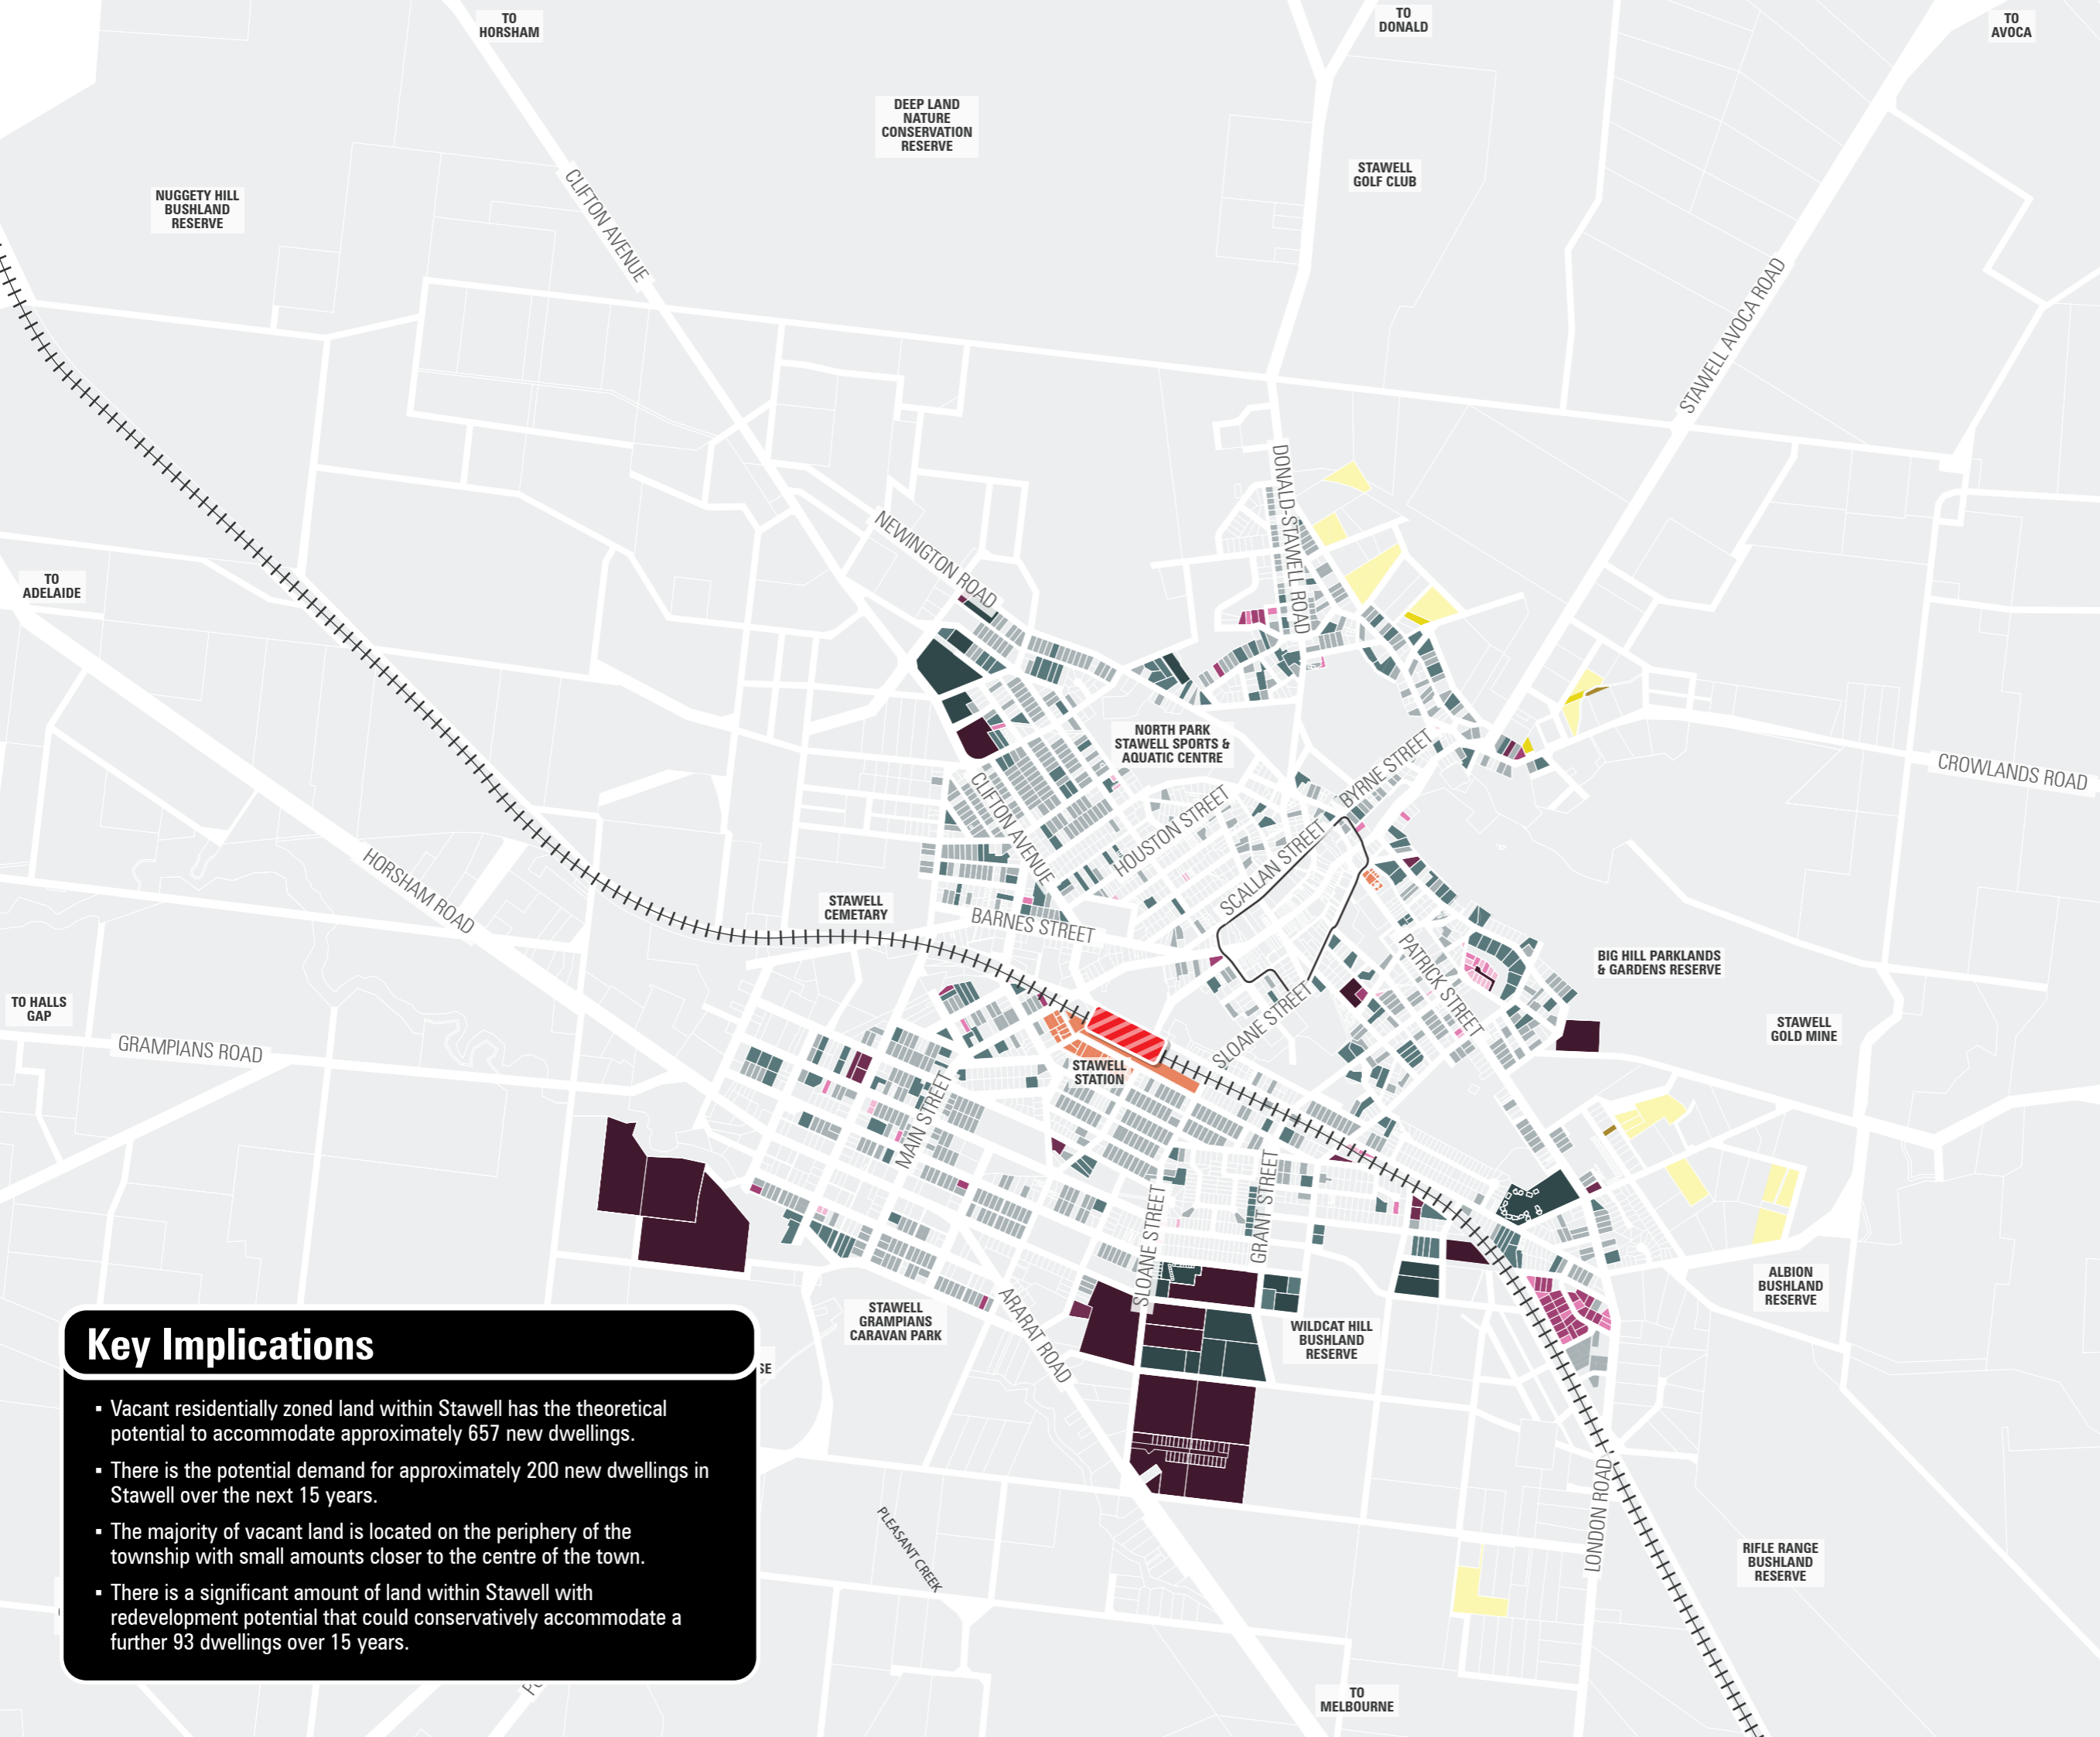 TO
HORSHAM
TO
DONALD
TO
AVOCA
DEEP LAND
NATURE
CONSERVATION
RESERVE
STAWELL
GOLF CLUB
NUGGETY HILL
BUSHLAND
RESERVE
CLIFTON AVENUE
STAWELL AVOCA ROAD
DONALD-STAWELL ROAD
NEWINGTON ROAD
TO
ADELAIDE
NORTH PARK
STAWELL SPORTS &
AQUATIC CENTRE
BYRNE STREET
CROWLANDS ROAD
CLIFTON AVENUE
HOUSTON STREET
SCALLAN STREET
HORSHAM ROAD
STAWELL
CEMETARY
BARNES STREET
PATRICK STREET
BIG HILL PARKLANDS
& GARDENS RESERVE
TO HALLS
GAP
GRAMPIANS ROAD
SLOANE STREET
STAWELL
GOLD MINE
STAWELL
STATION
MAIN STREET
SLOANE STREET
GRANT STREET
ALBION
BUSHLAND
RESERVE
STAWELL
GRAMPIANS
CARAVAN PARK
ARARAT ROAD
WILDCAT HILL
BUSHLAND
RESERVE
SE
Key Implications
▪ Vacant residentially zoned land within Stawell has the theoretical
potential to accommodate approximately 657 new dwellings.
▪ There is the potential demand for approximately 200 new dwellings in
Stawell over the next 15 years.
▪ The majority of vacant land is located on the periphery of the
township with small amounts closer to the centre of the town.
▪ There is a significant amount of land within Stawell with
redevelopment potential that could conservatively accommodate a
further 93 dwellings over 15 years.
PLEASANT CREEK
LONDON ROAD
RIFLE RANGE
BUSHLAND
RESERVE
TO
MELBOURNE